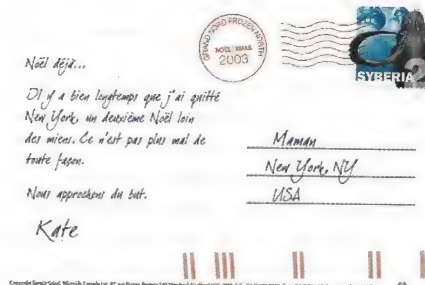 GRAND NORD FROZEN NORTH
NOËL XMAS
2003
SYBERIA 2
Noël déjà...
Il y a bien longtemps que j'ai quitté
New York, un deuxième Noël loin
des miens. Ce n'est pas plus mal de
toute façon.
Nous approchons du but.
Kate
Maman
New York, NY
USA